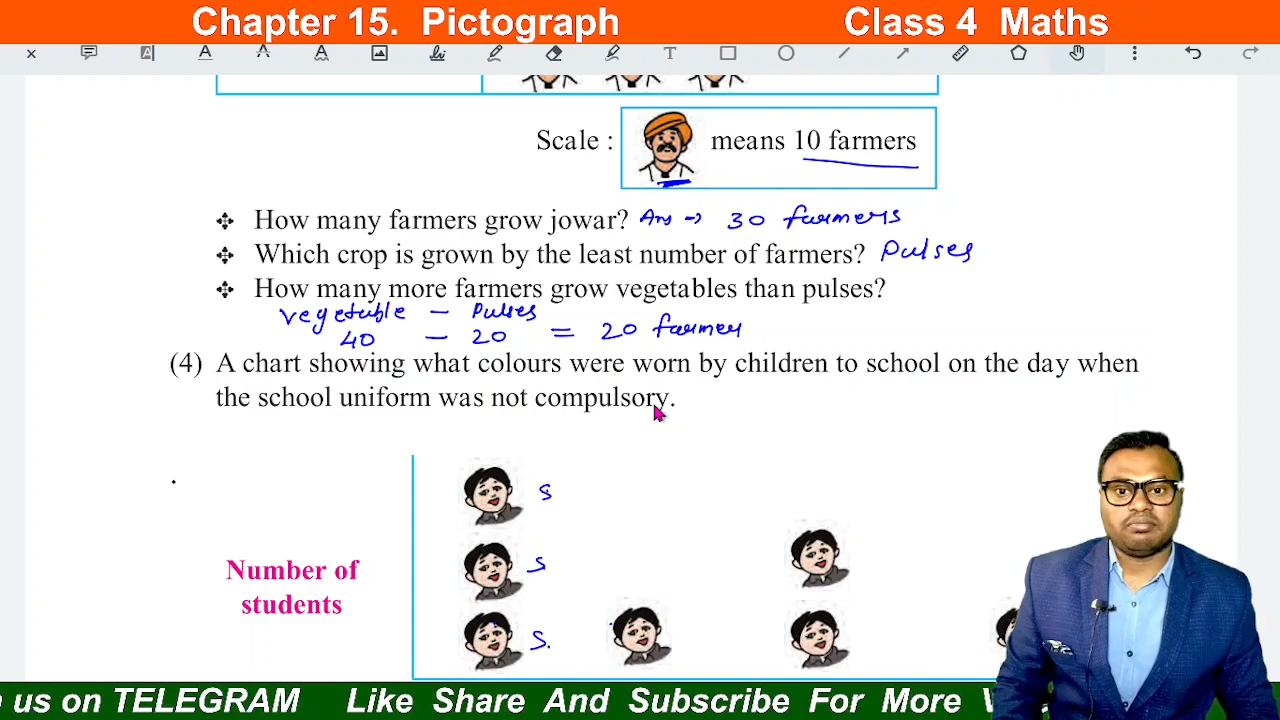 Chapter 15. Pictograph Class 4 Maths
Scale : means 10 farmers
How many farmers grow jowar? Ans → 30 farmers
Which crop is grown by the least number of farmers? Pulses
How many more farmers grow vegetables than pulses?
vegetable – Pulses
40 – 20 = 20 farmer
(4) A chart showing what colours were worn by children to school on the day when
the school uniform was not compulsory.
5
5
Number of
students
5.
us on TELEGRAM Like Share And Subscribe For More